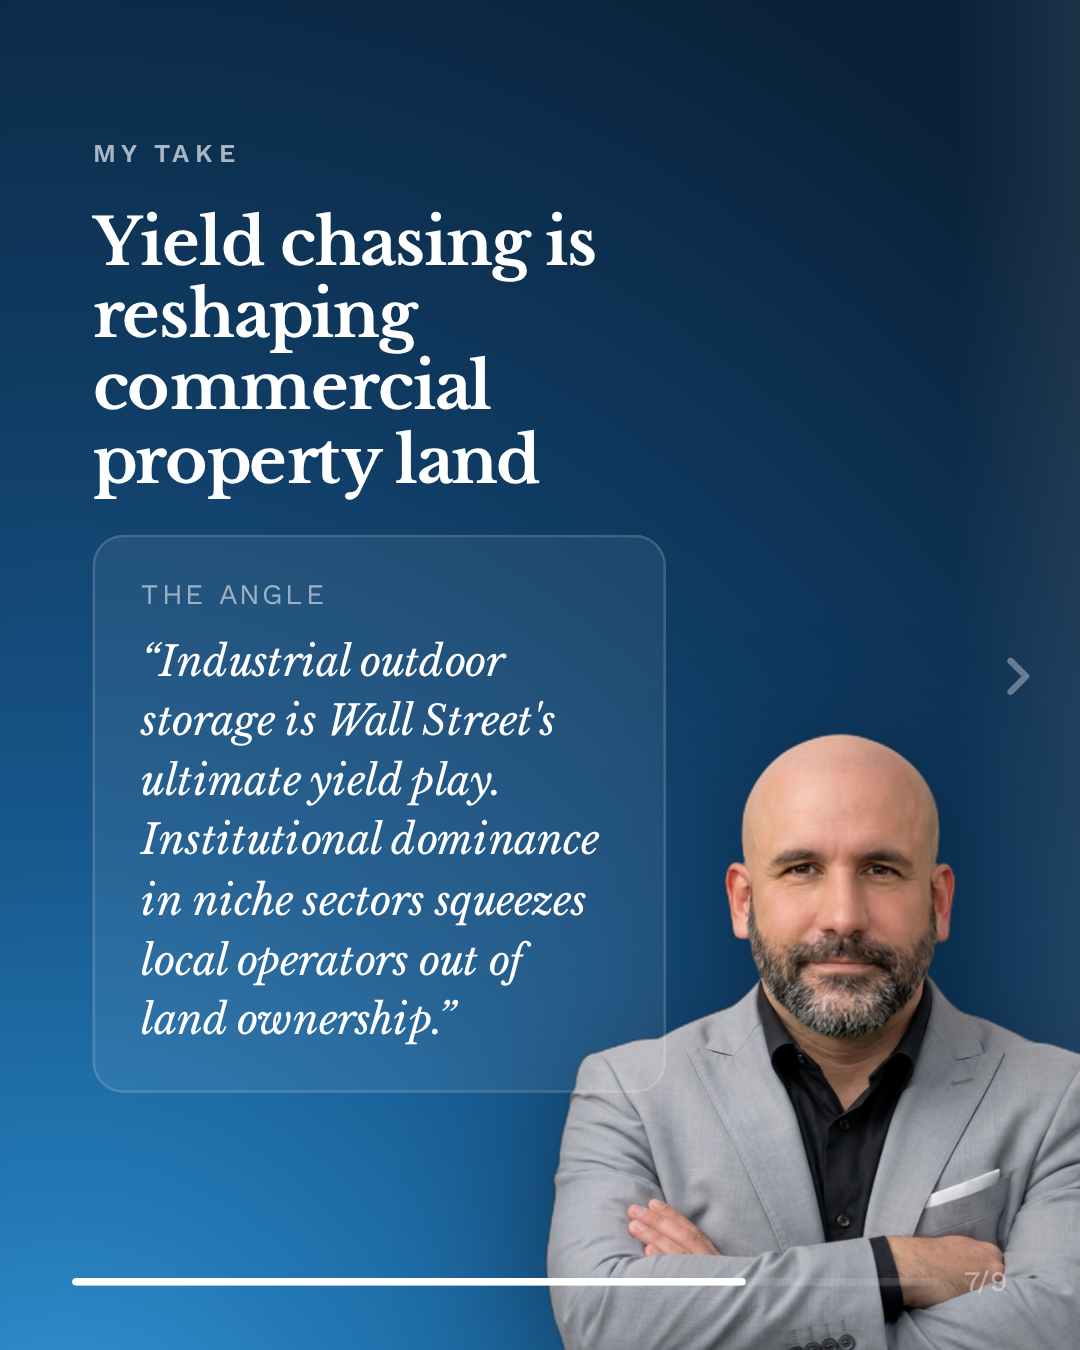 MY TAKE
Yield chasing is
reshaping
commercial
property land
THE ANGLE
“Industrial outdoor
storage is Wall Street's
ultimate yield play.
Institutional dominance
in niche sectors squeezes
local operators out of
land ownership.”
7/9